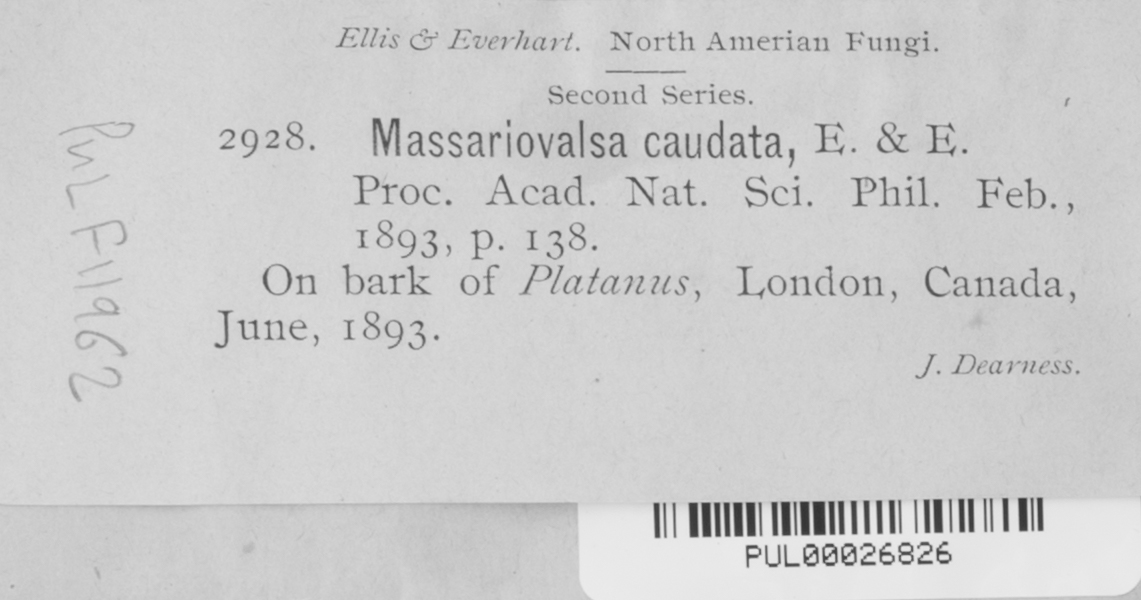 Ellis & Everhart. North Amerian Fungi.
Second Series.
2928. Massariovalsa caudata, E. & E.
Proc. Acad. Nat. Sci. Phil. Feb.,
1893, p. 138.
On bark of Platanus, London, Canada,
June, 1893.
J. Dearness.
PUL F11962
PUL00026826